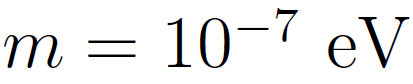 m = 10⁻⁷ eV